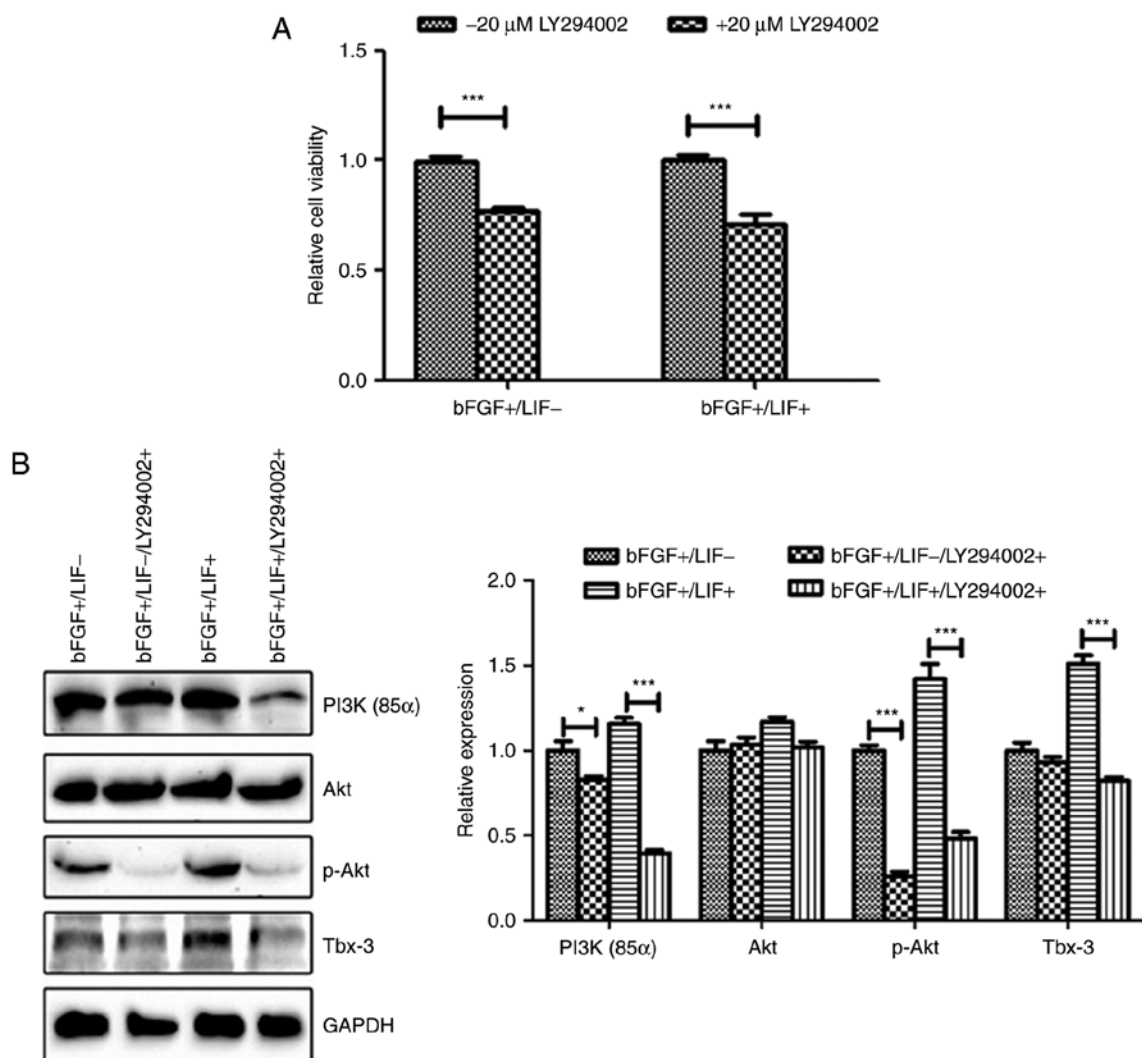 A
−20 μM LY294002 +20 μM LY294002
1.5
1.0
0.5
0.0
Relative cell viability
***
***
bFGF+/LIF− bFGF+/LIF+
B
bFGF+/LIF−
bFGF+/LIF−/LY294002+
bFGF+/LIF+
bFGF+/LIF+/LY294002+
PI3K (85α)
Akt
p-Akt
Tbx-3
GAPDH
bFGF+/LIF− bFGF+/LIF−/LY294002+
bFGF+/LIF+ bFGF+/LIF+/LY294002+
2.0
1.5
1.0
0.5
0.0
Relative expression
*
***
***
***
***
PI3K (85α) Akt p-Akt Tbx-3